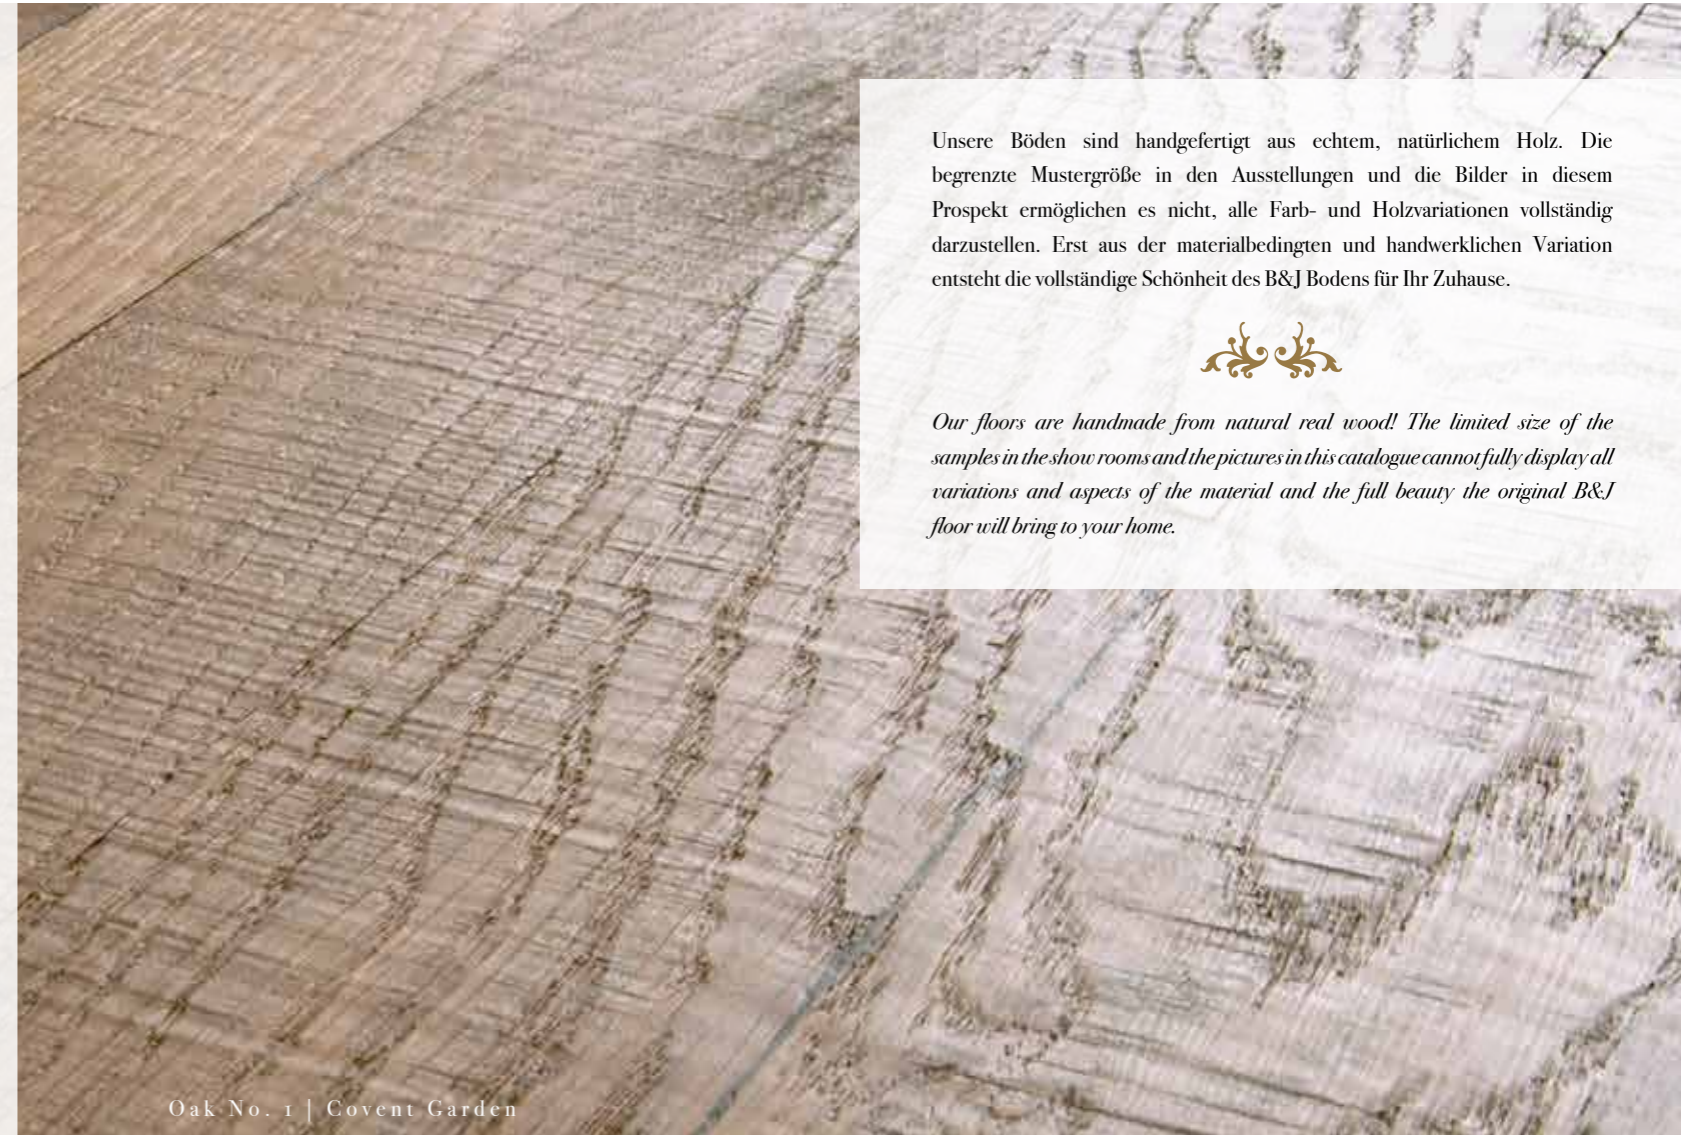 Unsere Böden sind handgefertigt aus echtem, natürlichem Holz. Die
begrenzte Mustergröße in den Ausstellungen und die Bilder in diesem
Prospekt ermöglichen es nicht, alle Farb- und Holzvariationen vollständig
darzustellen. Erst aus der materialbedingten und handwerklichen Variation
entsteht die vollständige Schönheit des B&J Bodens für Ihr Zuhause.
Our floors are handmade from natural real wood! The limited size of the
samples in the show rooms and the pictures in this catalogue cannot fully display all
variations and aspects of the material and the full beauty the original B&J
floor will bring to your home.
Oak No. 1 | Covent Garden